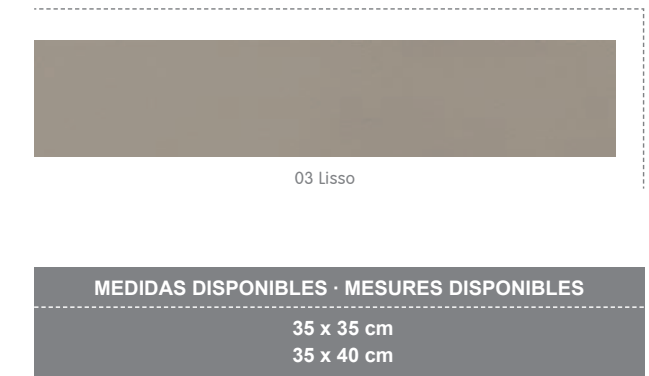 03 Lisso
MEDIDAS DISPONIBLES · MESURES DISPONIBLES
35 x 35 cm
35 x 40 cm